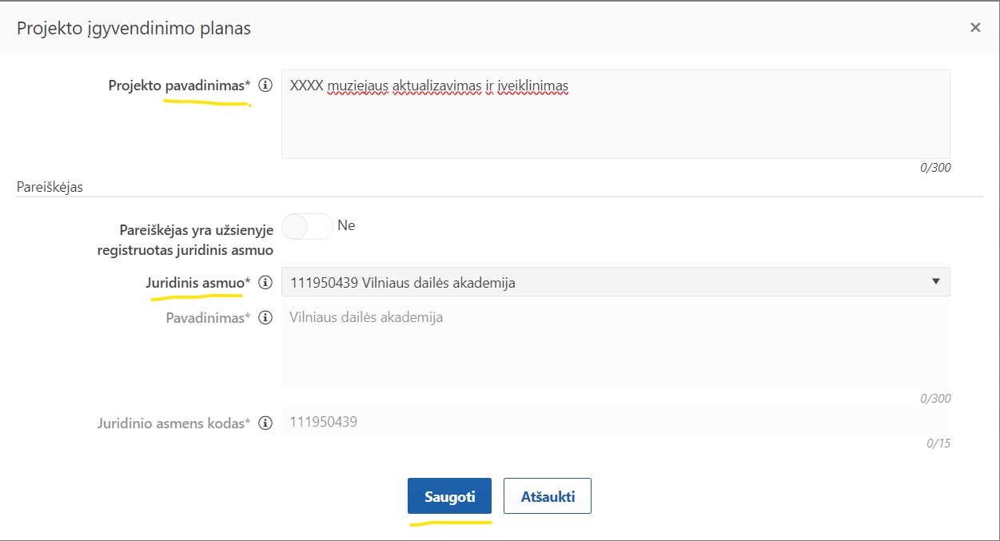 Projekto įgyvendinimo planas
Projekto pavadinimas*
XXXX muziejaus aktualizavimas ir įveiklinimas
0/300
Pareiškėjas
Pareiškėjas yra užsienyje
registruotas juridinis asmuo
Ne
Juridinis asmuo*
111950439 Vilniaus dailės akademija
Pavadinimas*
Vilniaus dailės akademija
0/300
Juridinio asmens kodas*
111950439
0/15
Saugoti
Atšaukti